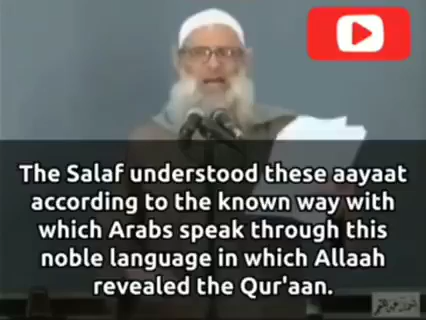 The Salaf understood these aayaat
according to the known way with
which Arabs speak through this
noble language in which Allaah
revealed the Qur'aan.